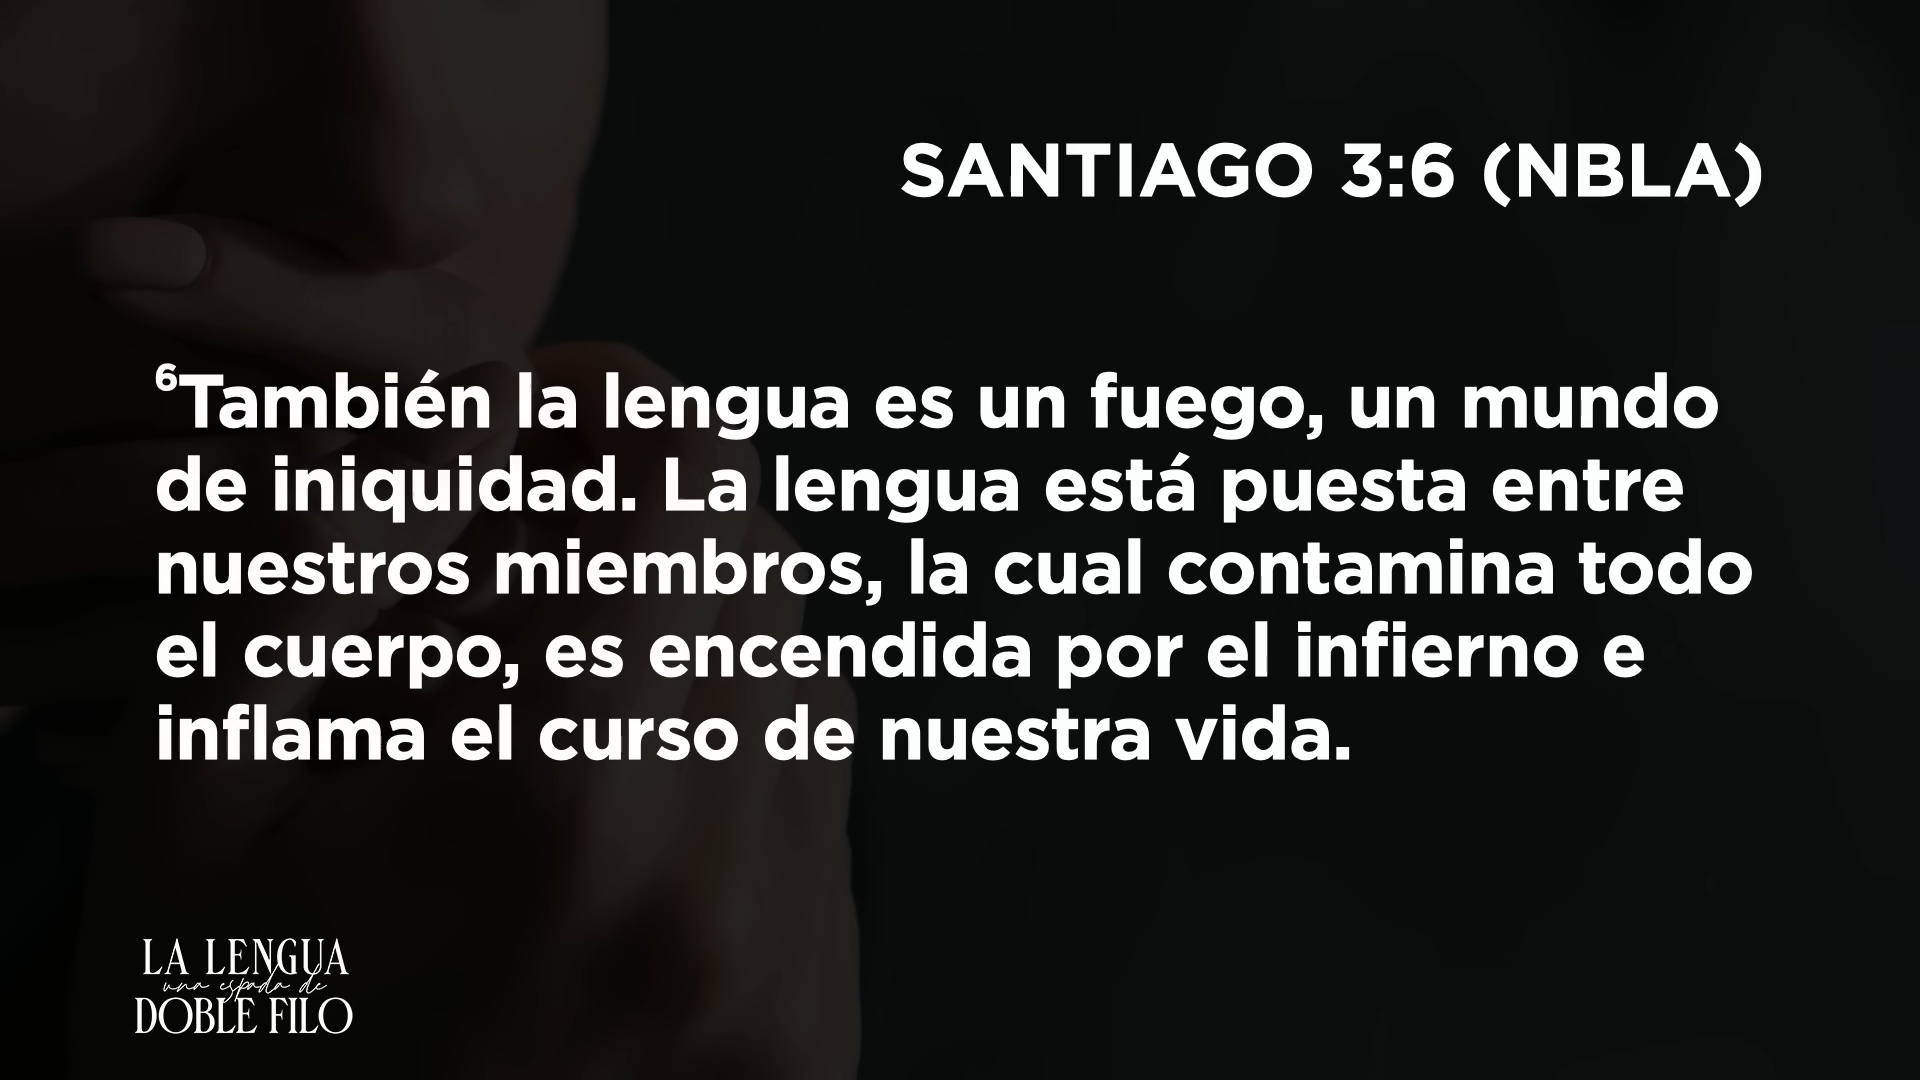 SANTIAGO 3:6 (NBLA)
⁶También la lengua es un fuego, un mundo
de iniquidad. La lengua está puesta entre
nuestros miembros, la cual contamina todo
el cuerpo, es encendida por el infierno e
inflama el curso de nuestra vida.
LA LENGUA
una espada de
DOBLE FILO